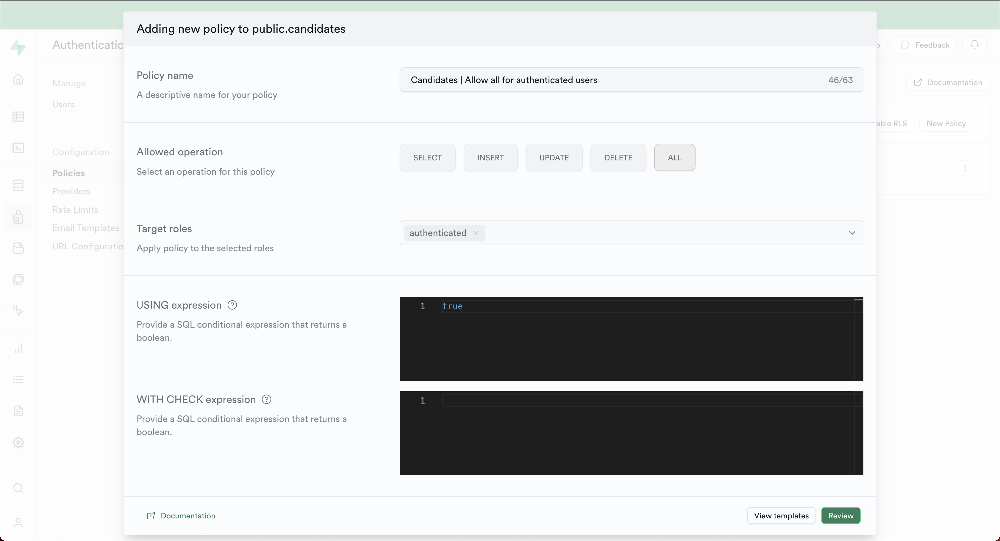 Adding new policy to public.candidates
Authenticatio
Feedback
Manage
Users
Configuration
Policies
Providers
Rate Limits
Email Templates
URL Configuratio
Documentation
able RLS
New Policy
Policy name
A descriptive name for your policy
Candidates | Allow all for authenticated users
46/63
Allowed operation
Select an operation for this policy
SELECT
INSERT
UPDATE
DELETE
ALL
Target roles
Apply policy to the selected roles
authenticated
USING expression
Provide a SQL conditional expression that returns a
boolean.
1
true
WITH CHECK expression
Provide a SQL conditional expression that returns a
boolean.
1
Documentation
View templates
Review